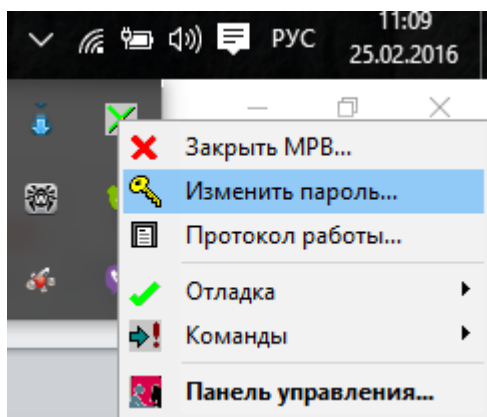 РУС
11:09
25.02.2016
Закрыть МРВ...
Изменить пароль...
Протокол работы...
Отладка
Команды
Панель управления...